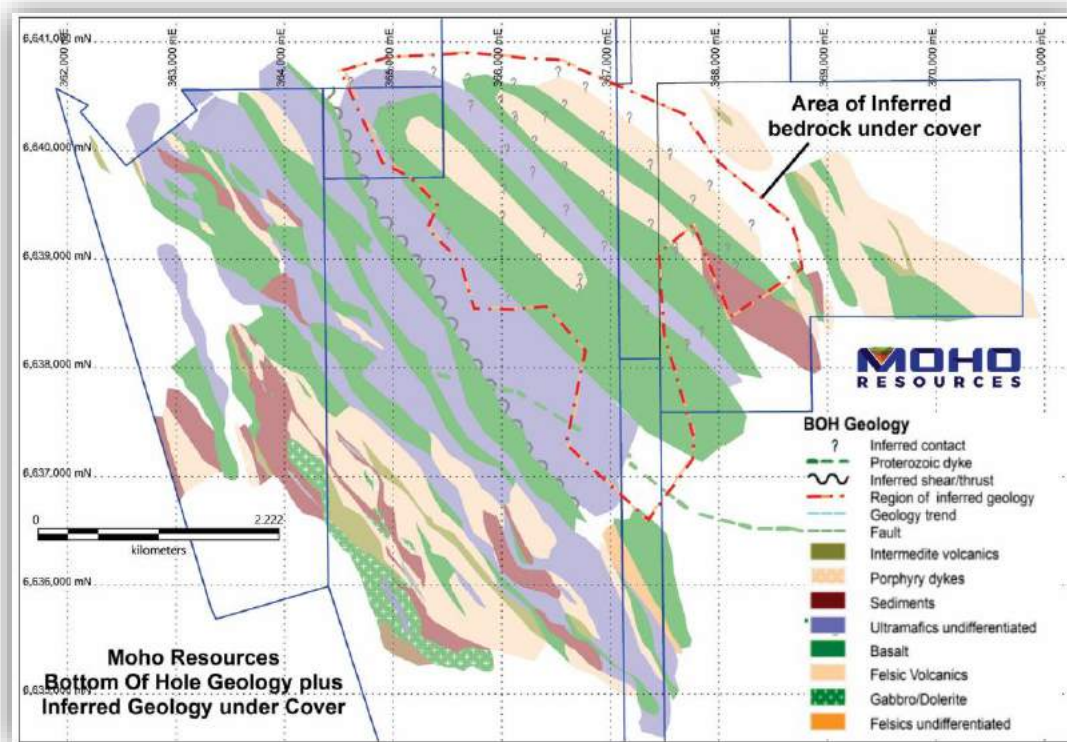 6,641,000 mN
362,000 mE
363,000 mE
364,000 mE
365,000 mE
366,000 mE
367,000 mE
368,000 mE
369,000 mE
370,000 mE
371,000 mE
Area of Inferred
bedrock under cover
6,640,000 mN
6,639,000 mN
6,638,000 mN
MOHO
RESOURCES
BOH Geology
? Inferred contact
Proterozoic dyke
Inferred shear/thrust
Region of inferred geology
Geology trend
Fault
Intermedite volcanics
Porphyry dykes
Sediments
Ultramafics undifferentiated
Basalt
Felsic Volcanics
Gabbro/Dolerite
Felsics undifferentiated
6,637,000 mN
0 2.222
kilometers
6,636,000 mN
6,635,000 mN
Moho Resources
Bottom Of Hole Geology plus
Inferred Geology under Cover